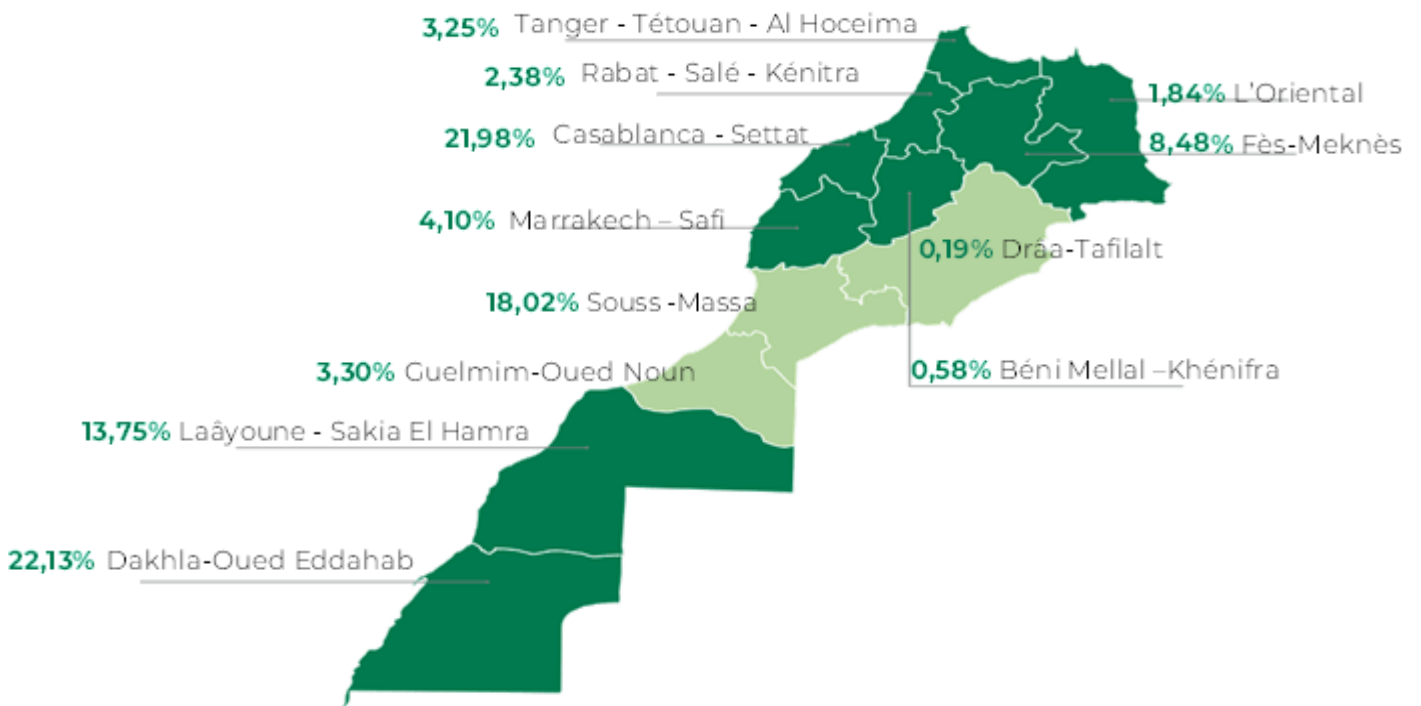 3,25% Tanger - Tétouan - Al Hoceima
2,38% Rabat - Salé - Kénitra
1,84% L'Oriental
21,98% Casablanca - Settat
8,48% Fès-Meknès
4,10% Marrakech – Safi
0,19% Dráa-Tafilalt
18,02% Souss -Massa
3,30% Guelmim-Oued Noun
0,58% Béni Mellal –Khénifra
13,75% Laâyoune - Sakia El Hamra
22,13% Dakhla-Oued Eddahab